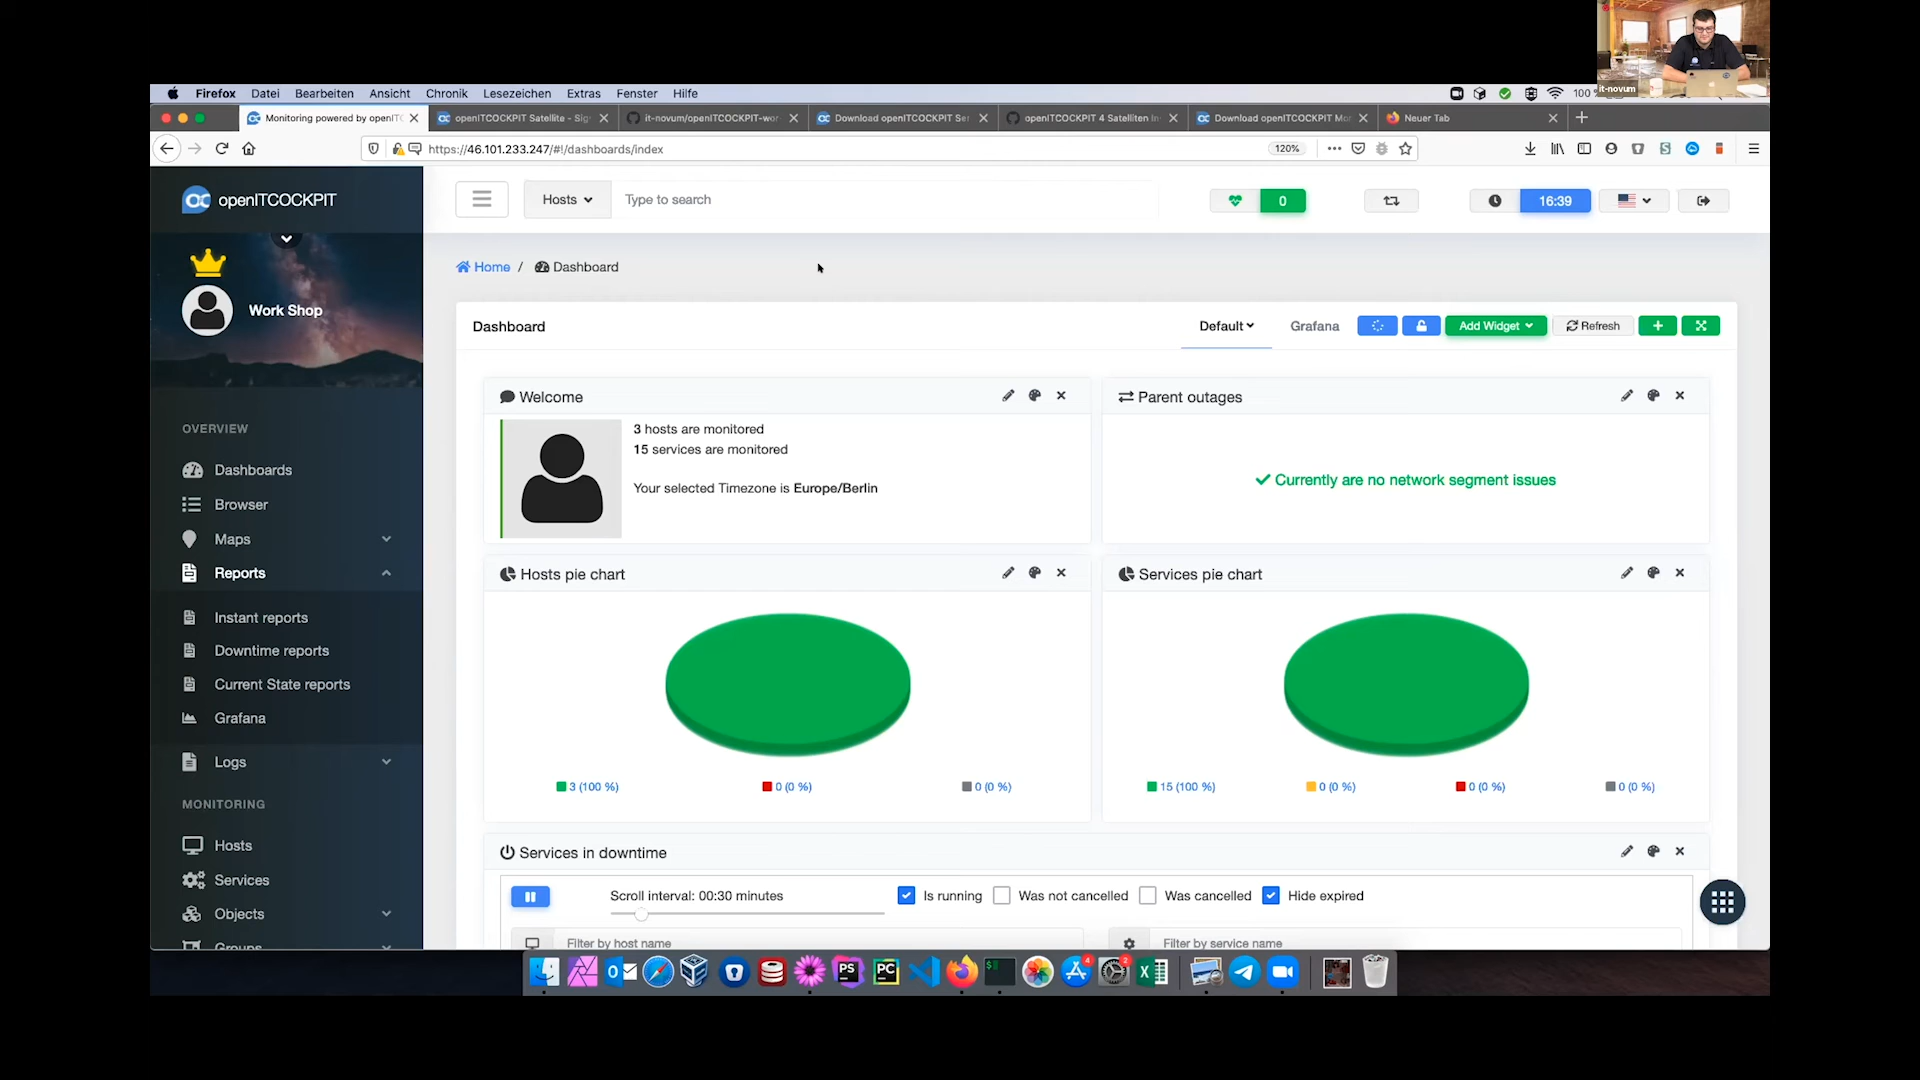 it-novum
Firefox Datei Bearbeiten Ansicht Chronik Lesezeichen Extras Fenster Hilfe
100
Monitoring powered by openITC
openITCOCKPIT Satellite - Sig
it-novum/openITCOCKPIT-wor
Download openITCOCKPIT Ser
openITCOCKPIT 4 Satelliten In
Download openITCOCKPIT Mo
Neuer Tab
https://46.101.233.247/#!/dashboards/index
120%
openITCOCKPIT
Hosts
Type to search
0
16:39
Work Shop
Home / Dashboard
Dashboard
Default
Grafana
Add Widget
Refresh
OVERVIEW
Dashboards
Browser
Maps
Reports
Instant reports
Downtime reports
Current State reports
Grafana
Logs
MONITORING
Hosts
Services
Objects
Groups
Welcome
3 hosts are monitored
15 services are monitored
Your selected Timezone is Europe/Berlin
Parent outages
Currently are no network segment issues
Hosts pie chart
3 (100 %)
0 (0 %)
0 (0 %)
Services pie chart
15 (100 %)
0 (0 %)
0 (0 %)
0 (0 %)
Services in downtime
Scroll interval: 00:30 minutes
Is running
Was not cancelled
Was cancelled
Hide expired
Filter by host name
Filter by service name
PS
PC
4
2